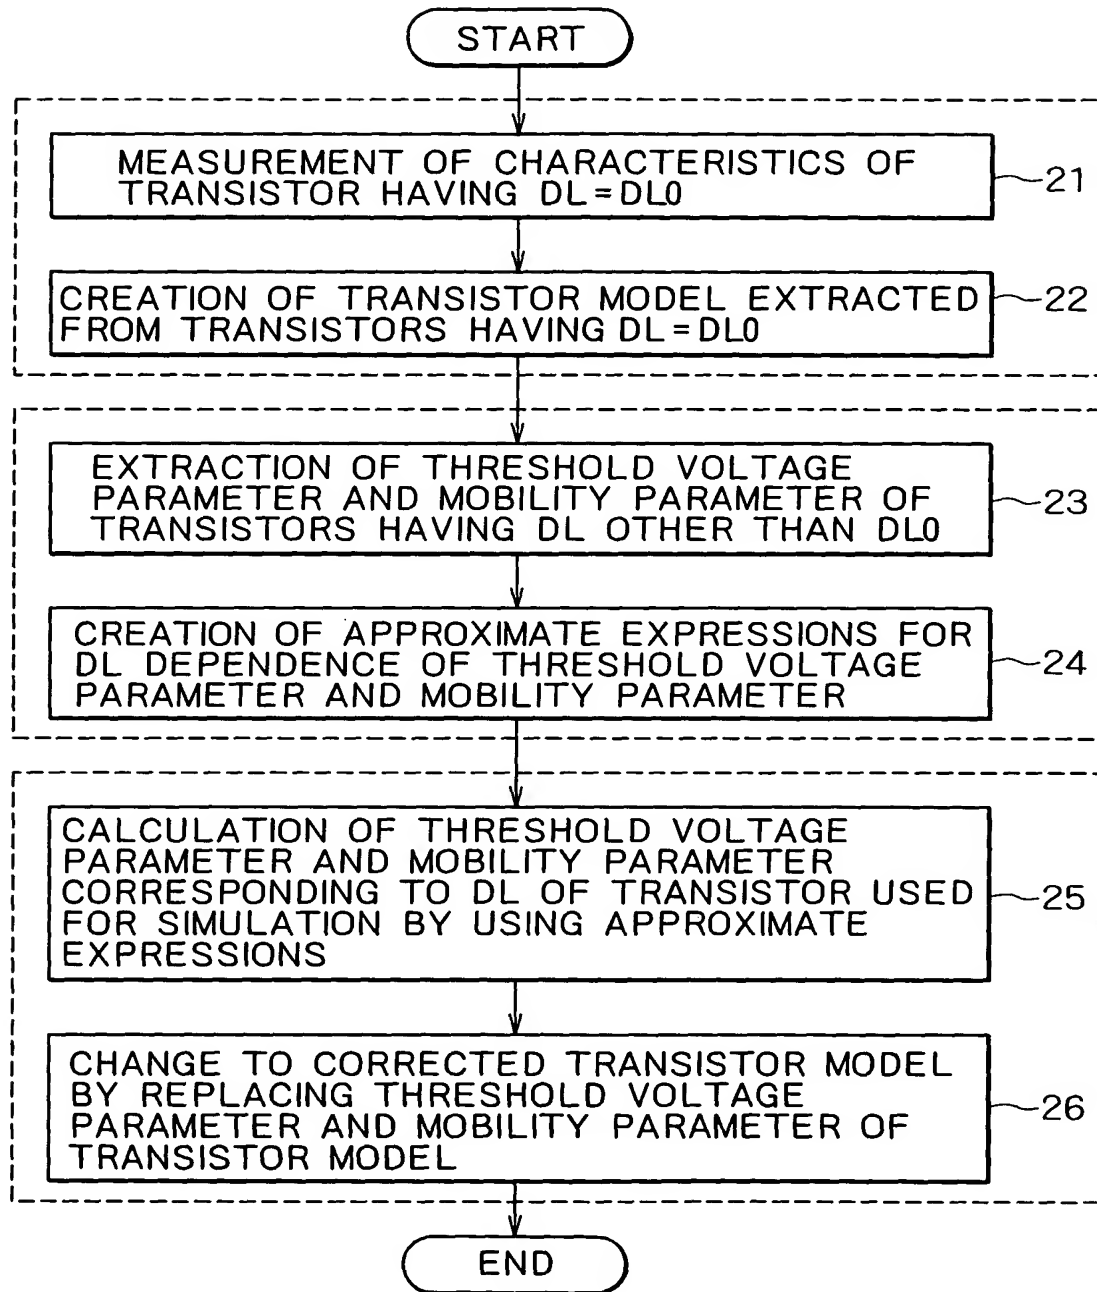 START
MEASUREMENT OF CHARACTERISTICS OF
TRANSISTOR HAVING DL=DL0
21
CREATION OF TRANSISTOR MODEL EXTRACTED
FROM TRANSISTORS HAVING DL=DL0
22
EXTRACTION OF THRESHOLD VOLTAGE
PARAMETER AND MOBILITY PARAMETER OF
TRANSISTORS HAVING DL OTHER THAN DL0
23
CREATION OF APPROXIMATE EXPRESSIONS FOR
DL DEPENDENCE OF THRESHOLD VOLTAGE
PARAMETER AND MOBILITY PARAMETER
24
CALCULATION OF THRESHOLD VOLTAGE
PARAMETER AND MOBILITY PARAMETER
CORRESPONDING TO DL OF TRANSISTOR USED
FOR SIMULATION BY USING APPROXIMATE
EXPRESSIONS
25
CHANGE TO CORRECTED TRANSISTOR MODEL
BY REPLACING THRESHOLD VOLTAGE
PARAMETER AND MOBILITY PARAMETER OF
TRANSISTOR MODEL
26
END